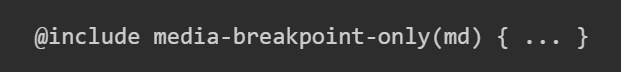 @include media-breakpoint-only(md) { ... }